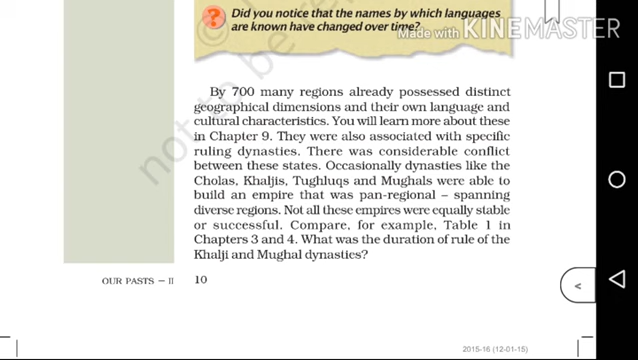 ?
Did you notice that the names by which languages
are known have changed over time?
Made with KINEMASTER
By 700 many regions already possessed distinct
geographical dimensions and their own language and
cultural characteristics. You will learn more about these
in Chapter 9. They were also associated with specific
ruling dynasties. There was considerable conflict
between these states. Occasionally dynasties like the
Cholas, Khaljis, Tughluqs and Mughals were able to
build an empire that was pan-regional – spanning
diverse regions. Not all these empires were equally stable
or successful. Compare, for example, Table 1 in
Chapters 3 and 4. What was the duration of rule of the
Khalji and Mughal dynasties?
OUR PASTS – II 10
2015-16 (12-01-15)
not to be re